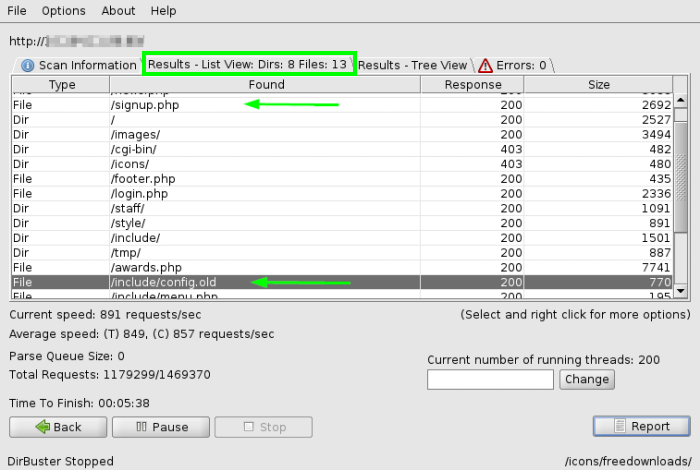 File Options About Help
http://
Scan Information Results - List View: Dirs: 8 Files: 13 Results - Tree View Errors: 0
Type Found Response Size
File 200
File /signup.php 200 2692
Dir / 200 2527
Dir /images/ 200 3494
Dir /cgi-bin/ 403 482
Dir /icons/ 403 480
File /footer.php 200 435
File /login.php 200 2336
Dir /staff/ 200 1091
Dir /style/ 200 891
Dir /include/ 200 1501
Dir /tmp/ 200 887
File /awards.php 200 7741
File /include/config.old 200 770
File /include/menu.php 200 195
Current speed: 891 requests/sec (Select and right click for more options)
Average speed: (T) 849, (C) 857 requests/sec
Parse Queue Size: 0
Current number of running threads: 200
Total Requests: 1179299/1469370
Change
Time To Finish: 00:05:38
Back Pause Stop Report
DirBuster Stopped /icons/freedownloads/